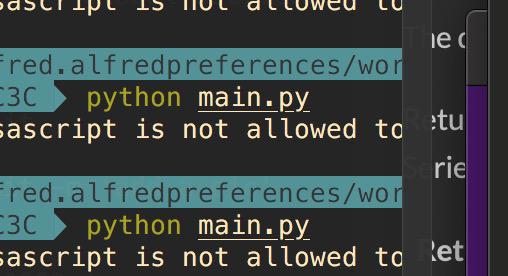 sascript is not allowed to
fred.alfredpreferences/wor
C3C python main.py
sascript is not allowed to
fred.alfredpreferences/wor
C3C python main.py
sascript is not allowed to
The c
Retu
Serie
Ret